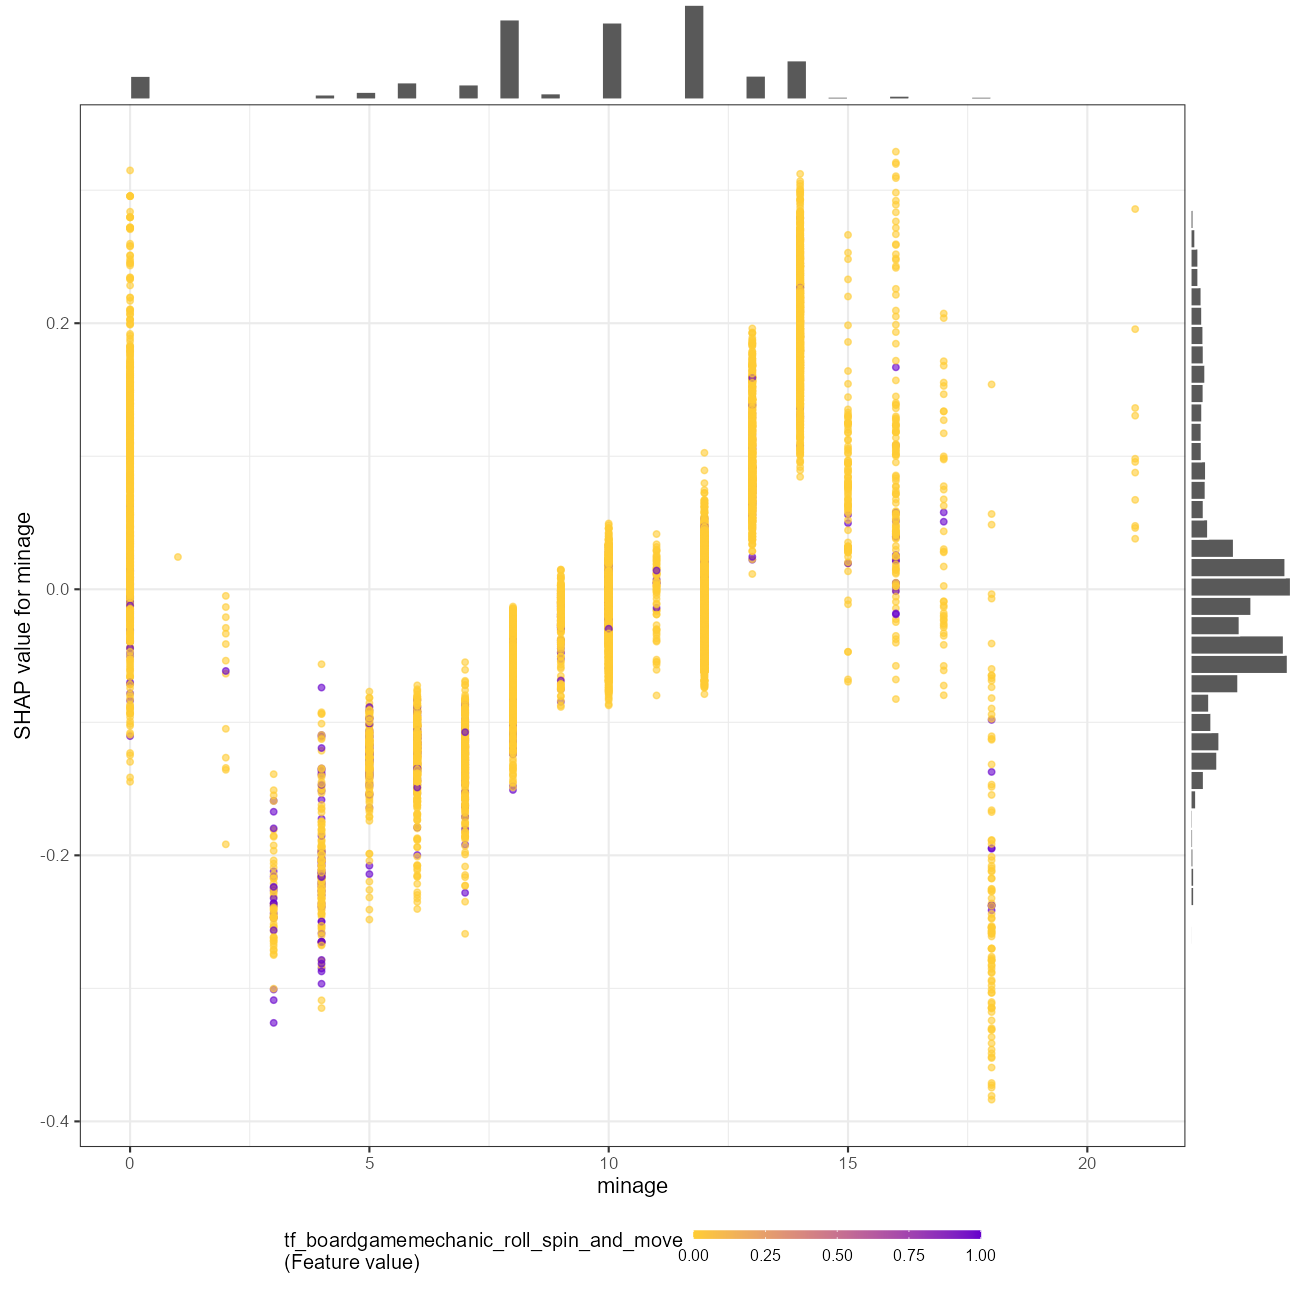 SHAP value for minage
0.2
0.0
-0.2
-0.4
0 5 10 15 20
minage
tf_boardgamemechanic_roll_spin_and_move
(Feature value)
0.00 0.25 0.50 0.75 1.00